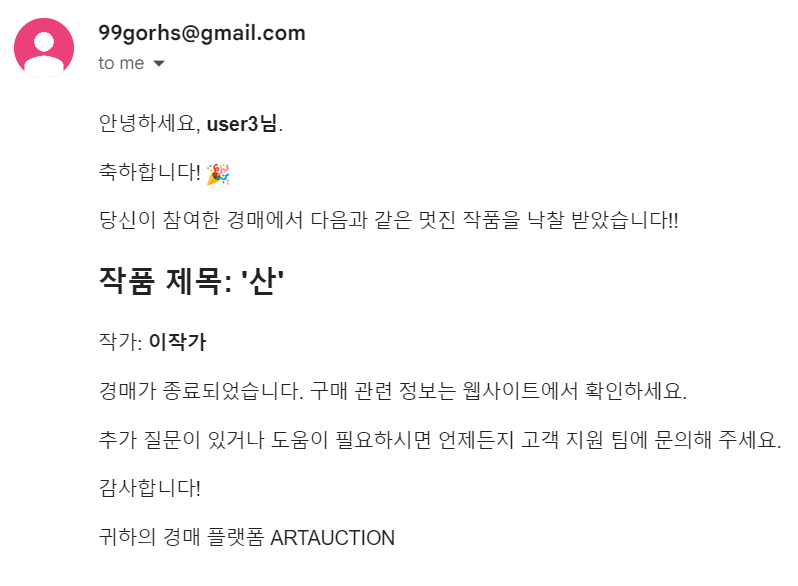 99gorhs@gmail.com
to me
안녕하세요, user3님.
축하합니다! 🎉
당신이 참여한 경매에서 다음과 같은 멋진 작품을 낙찰 받았습니다!!
작품 제목: '산'
작가: 이작가
경매가 종료되었습니다. 구매 관련 정보는 웹사이트에서 확인하세요.
추가 질문이 있거나 도움이 필요하시면 언제든지 고객 지원 팀에 문의해 주세요.
감사합니다!
귀하의 경매 플랫폼 ARTAUCTION